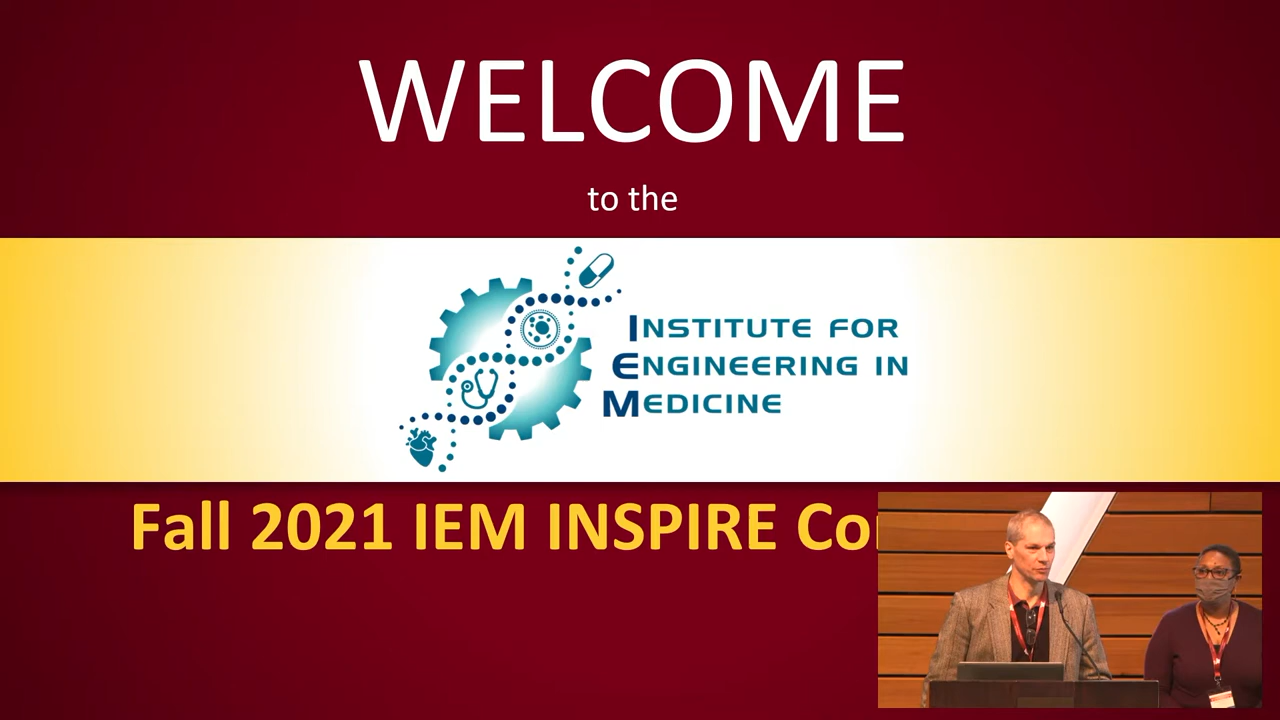 WELCOME
to the
INSTITUTE FOR
ENGINEERING IN
MEDICINE
Fall 2021 IEM INSPIRE